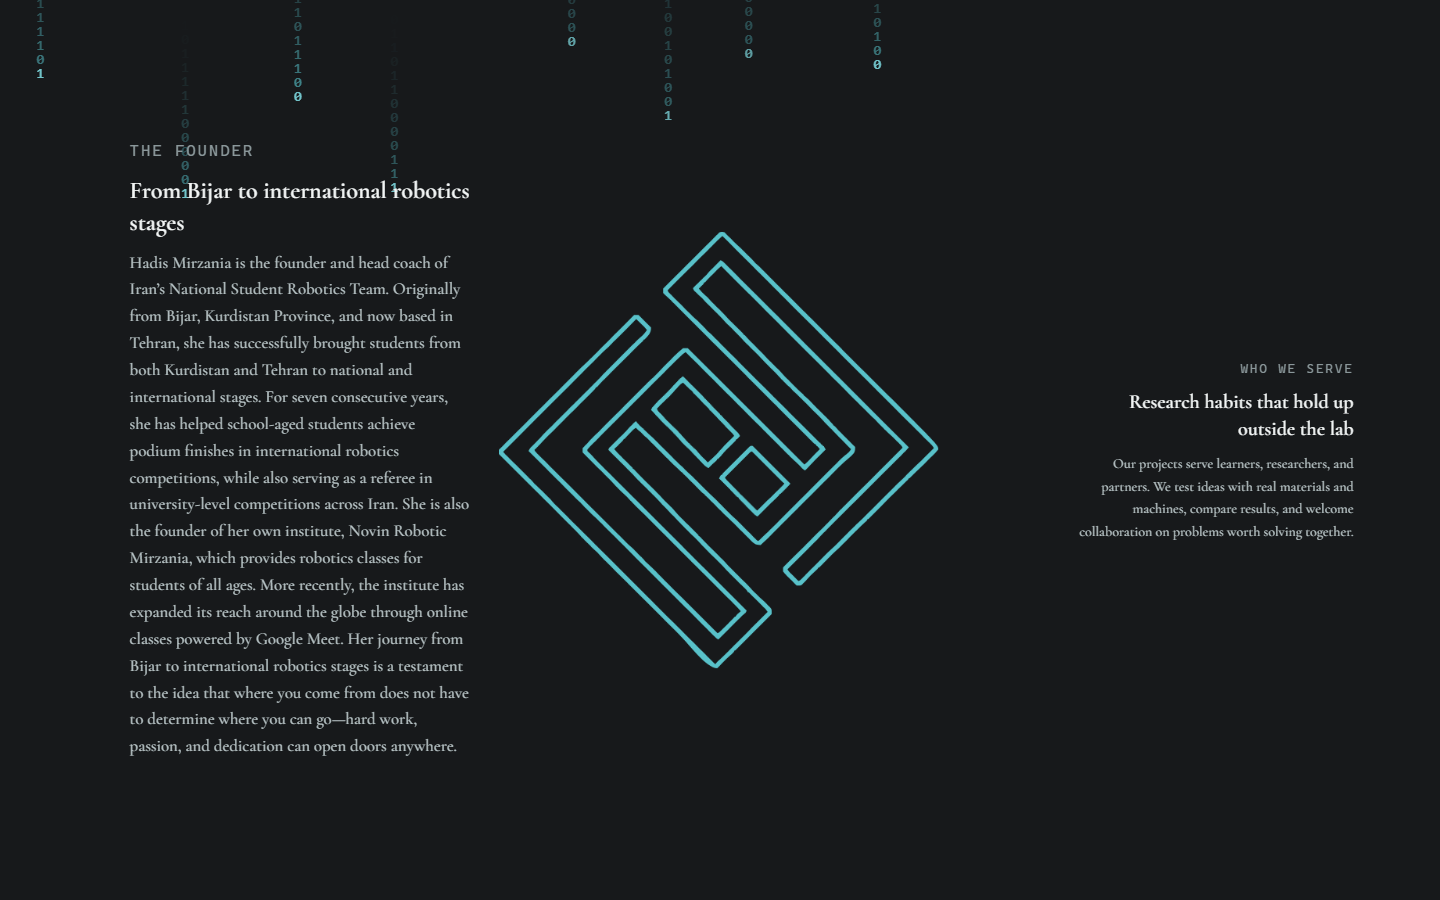 THE FOUNDER
From Bijar to international robotics
stages
Hadis Mirzania is the founder and head coach of
Iran’s National Student Robotics Team. Originally
from Bijar, Kurdistan Province, and now based in
Tehran, she has successfully brought students from
both Kurdistan and Tehran to national and
international stages. For seven consecutive years,
she has helped school-aged students achieve
podium finishes in international robotics
competitions, while also serving as a referee in
university-level competitions across Iran. She is also
the founder of her own institute, Novin Robotic
Mirzania, which provides robotics classes for
students of all ages. More recently, the institute has
expanded its reach around the globe through online
classes powered by Google Meet. Her journey from
Bijar to international robotics stages is a testament
to the idea that where you come from does not have
to determine where you can go—hard work,
passion, and dedication can open doors anywhere.
WHO WE SERVE
Research habits that hold up
outside the lab
Our projects serve learners, researchers, and
partners. We test ideas with real materials and
machines, compare results, and welcome
collaboration on problems worth solving together.